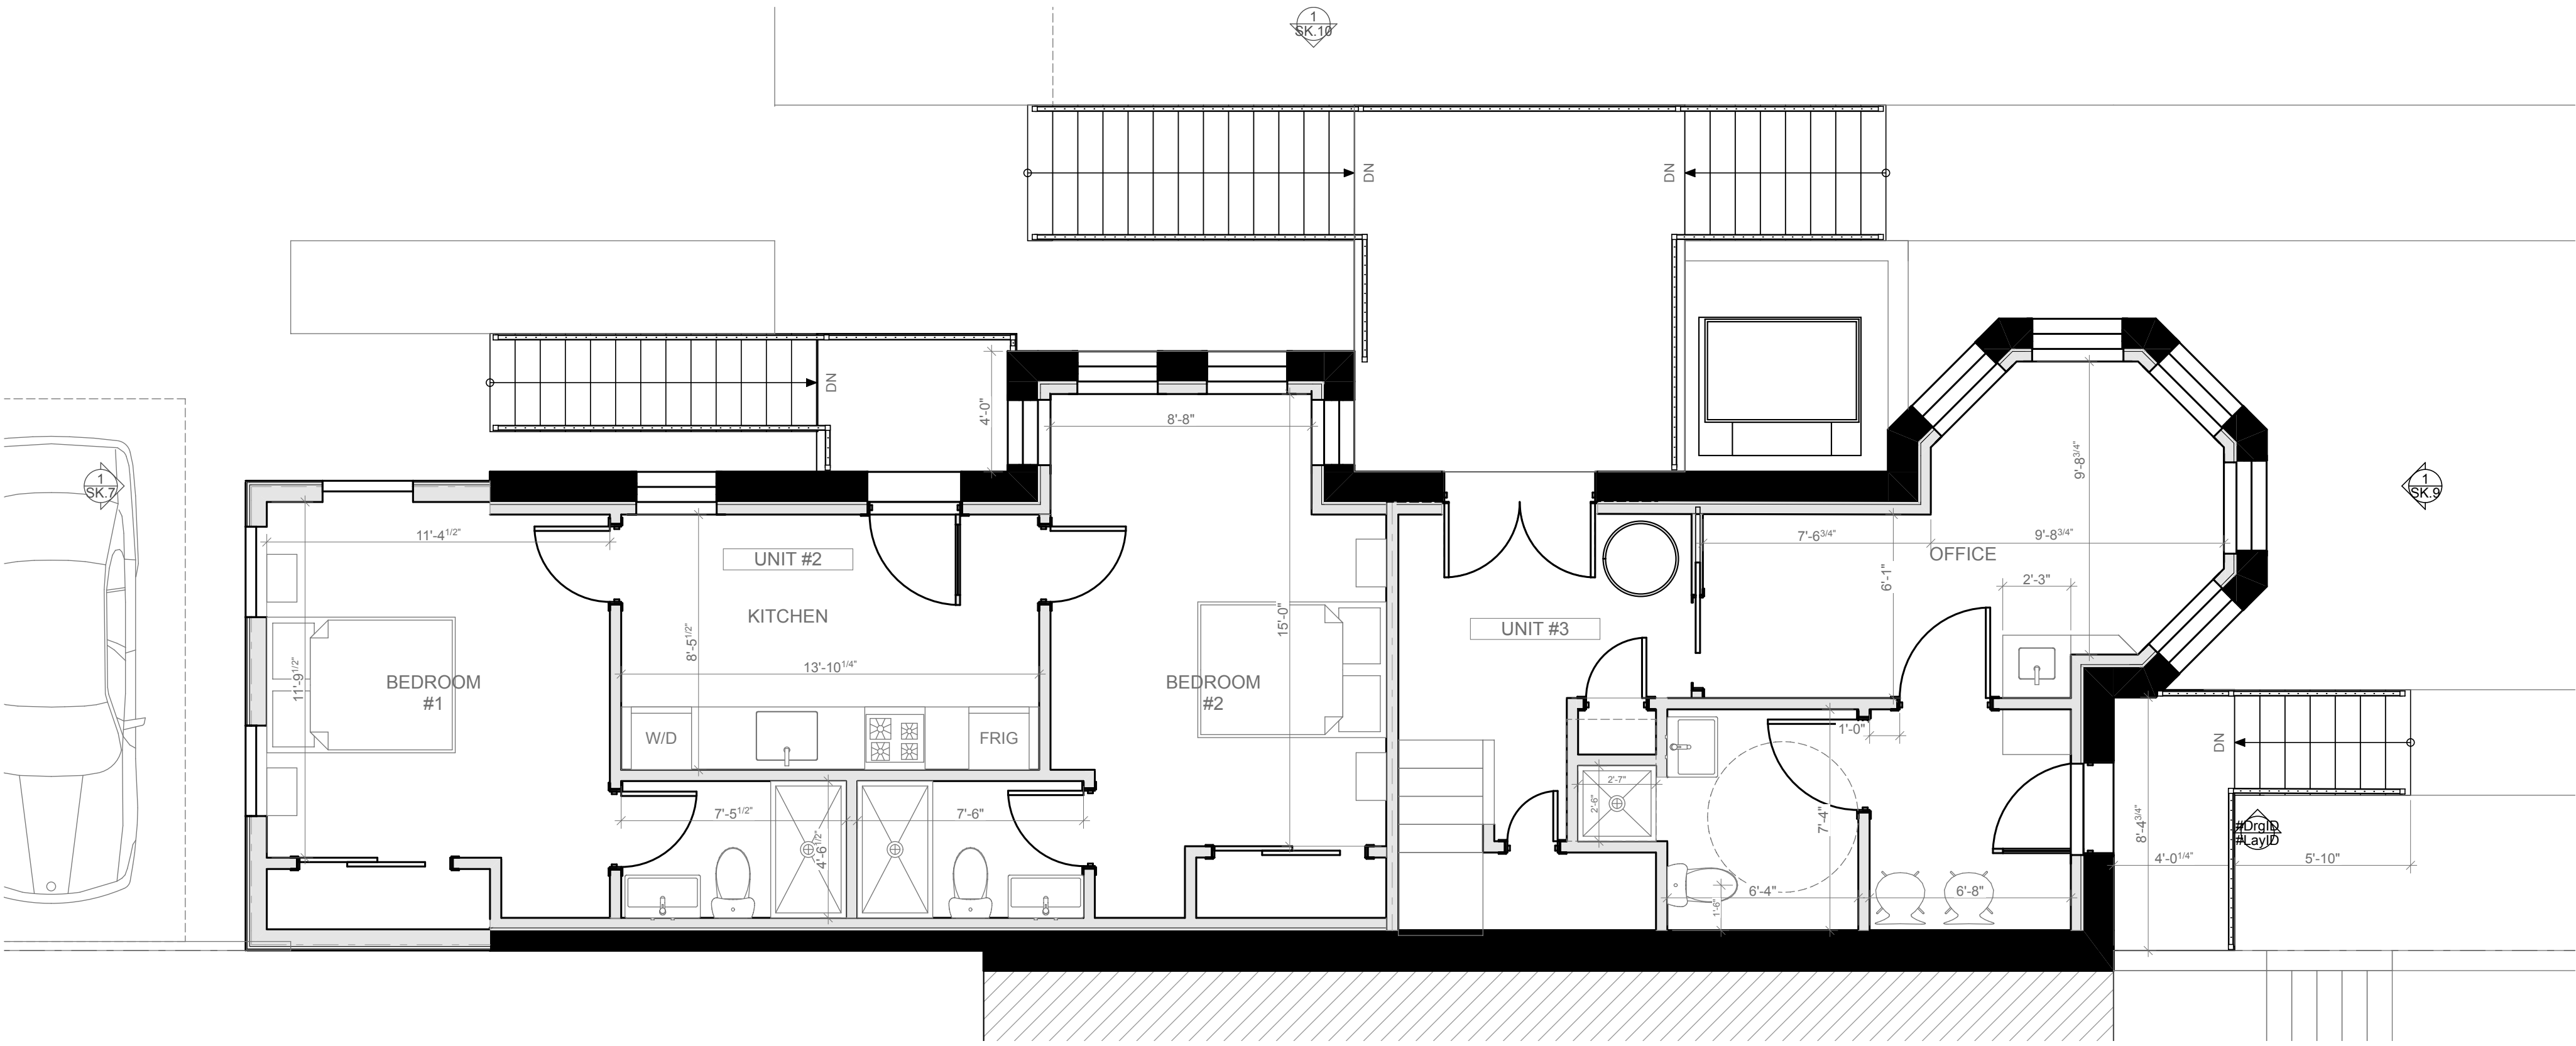 1
SK.10
DN
DN
DN
4'-0"
8'-8"
9'-8 3/4"
1
SK.7
1
SK.9
11'-4 1/2"
UNIT #2
7'-6 3/4"
9'-8 3/4"
OFFICE
6'-1"
2'-3"
KITCHEN
8'-5 1/2"
15'-0"
UNIT #3
13'-10 1/4"
11'-9 1/2"
BEDROOM
#1
BEDROOM
#2
W/D
FRIG
1'-0"
DN
2'-7"
2'-6"
7'-5 1/2"
7'-6"
4'-6 1/2"
7'-4"
8'-4 3/4"
#DrgID
#LayID
4'-0 1/4"
5'-10"
6'-4"
6'-8"
1'-6"